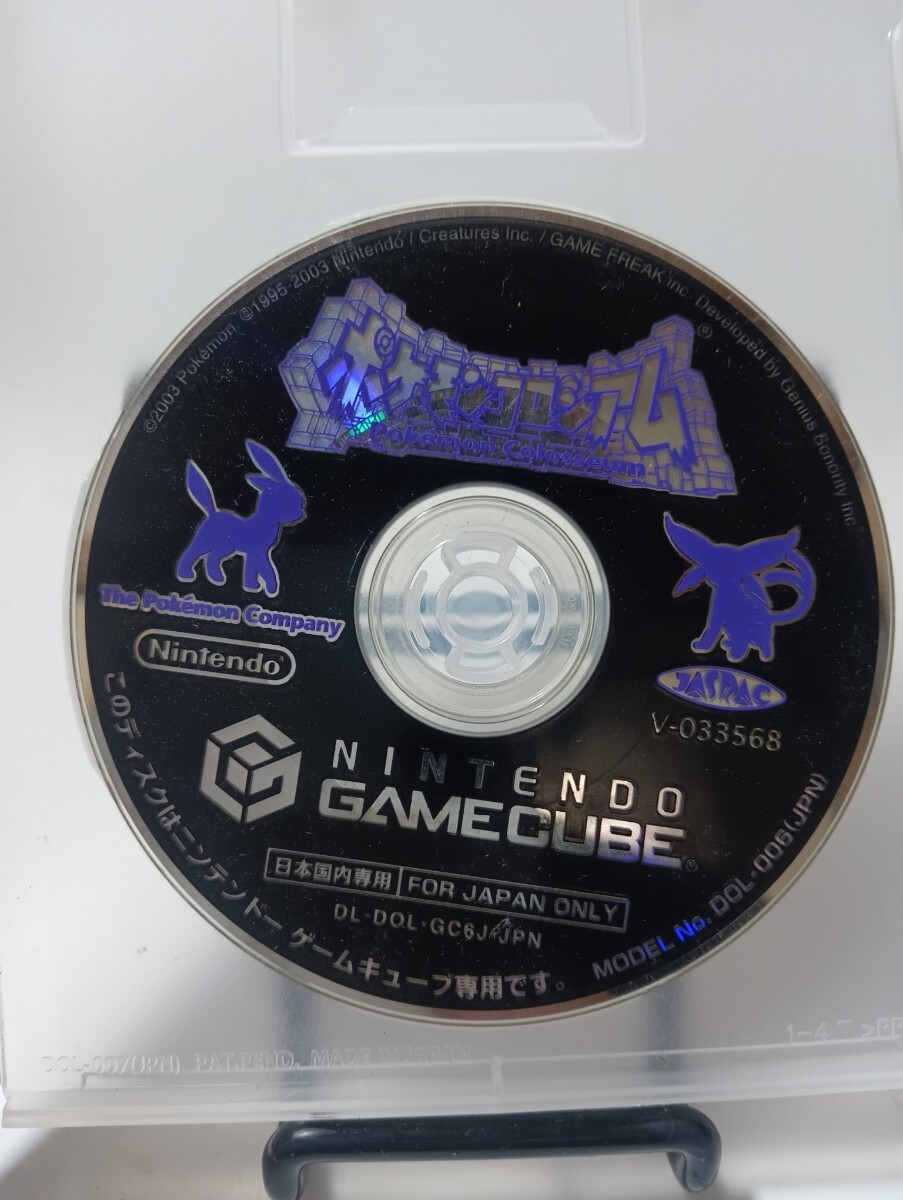 ©2003 Pokémon ©1995-2003 Nintendo / Creatures Inc. / GAME FREAK inc. Developed by Genius Sonority Inc.
ポケモンコロシアム®
Pokémon Colosseum
The Pokémon Company
Nintendo
JASRAC
V-033568
NINTENDO
GAMECUBE®
日本国内専用 FOR JAPAN ONLY
DL-DOL-GC6J-JPN
MODEL No. DOL-006(JPN)
このディスクはニンテンドー ゲームキューブ専用です。
DOL-007(JPN) PAT.PEND. MADE IN JAPAN